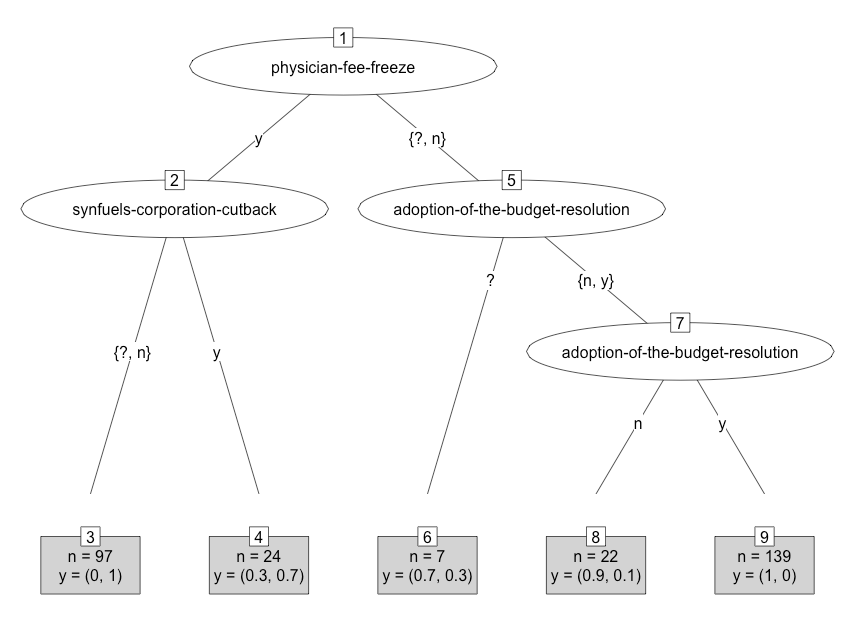 1
physician-fee-freeze
y
{?, n}
2
synfuels-corporation-cutback
5
adoption-of-the-budget-resolution
?
{n, y}
7
adoption-of-the-budget-resolution
{?, n}
y
n
y
3
n = 97
y = (0, 1)
4
n = 24
y = (0.3, 0.7)
6
n = 7
y = (0.7, 0.3)
8
n = 22
y = (0.9, 0.1)
9
n = 139
y = (1, 0)